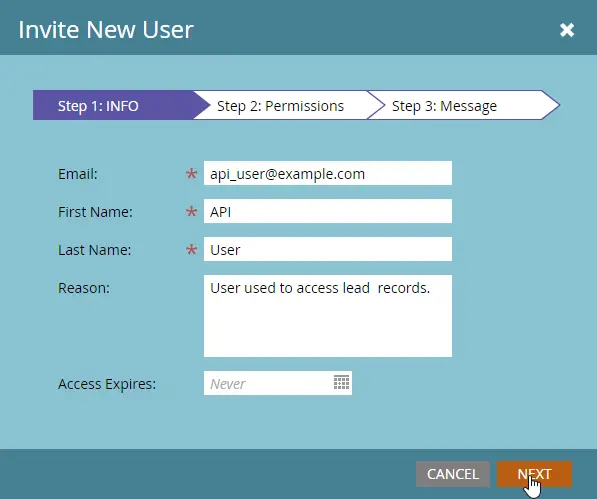 Invite New User
Step 1: INFO Step 2: Permissions Step 3: Message
Email: * api_user@example.com
First Name: * API
Last Name: * User
Reason: User used to access lead  records.
Access Expires: Never
CANCEL NEXT